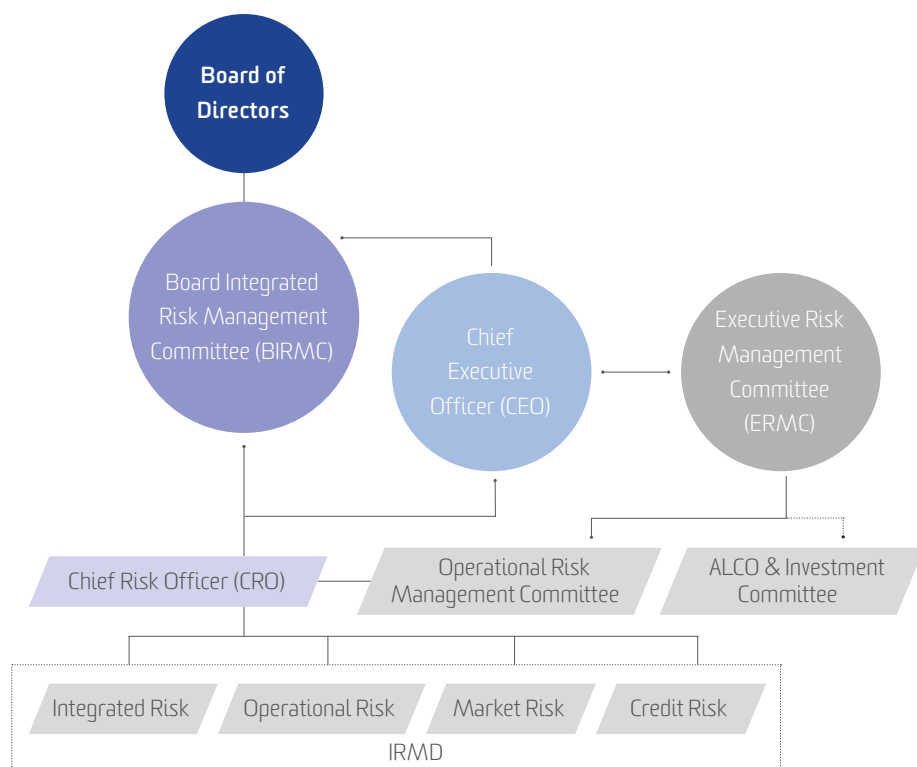 Board of
Directors
Board Integrated
Risk Management
Committee (BIRMC)
Chief
Executive
Officer (CEO)
Executive Risk
Management
Committee
(ERMC)
Chief Risk Officer (CRO)
Operational Risk
Management Committee
ALCO & Investment
Committee
Integrated Risk
Operational Risk
Market Risk
Credit Risk
IRMD